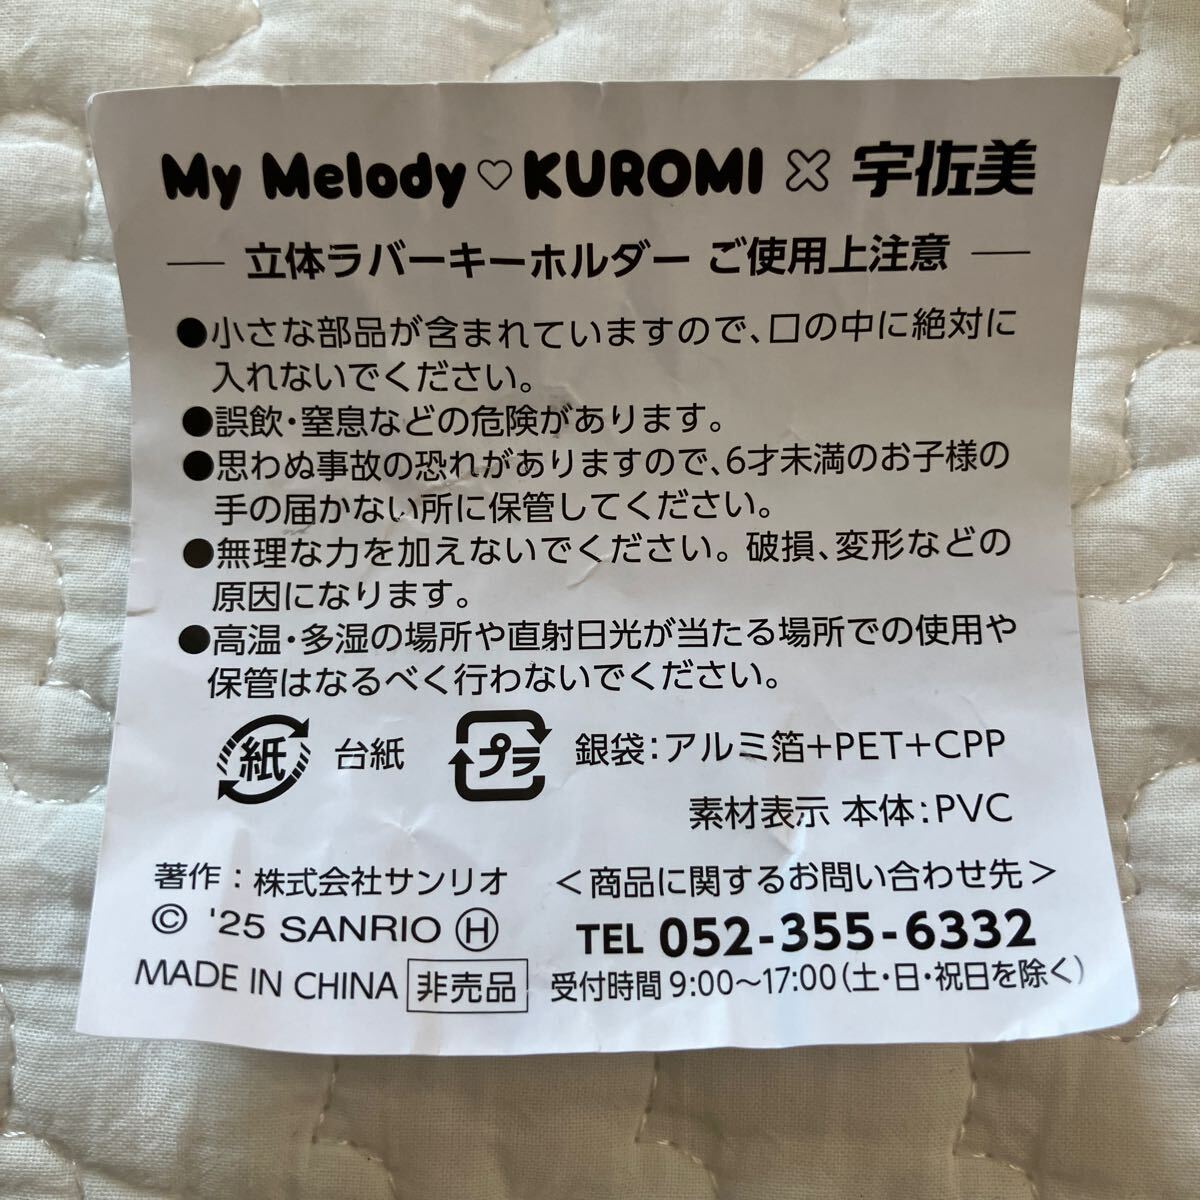 My Melody ♡ KUROMI × 宇佐美
— 立体ラバーキーホルダー ご使用上注意 —
●小さな部品が含まれていますので、口の中に絶対に
入れないでください。
●誤飲・窒息などの危険があります。
●思わぬ事故の恐れがありますので、6才未満のお子様の
手の届かない所に保管してください。
●無理な力を加えないでください。破損、変形などの
原因になります。
●高温・多湿の場所や直射日光が当たる場所での使用や
保管はなるべく行わないでください。
紙 台紙 プラ 銀袋：アルミ箔+PET+CPP
素材表示 本体：PVC
著作：株式会社サンリオ ＜商品に関するお問い合わせ先＞
© '25 SANRIO Ⓗ TEL 052-355-6332
MADE IN CHINA 非売品 受付時間 9:00〜17:00(土・日・祝日を除く)